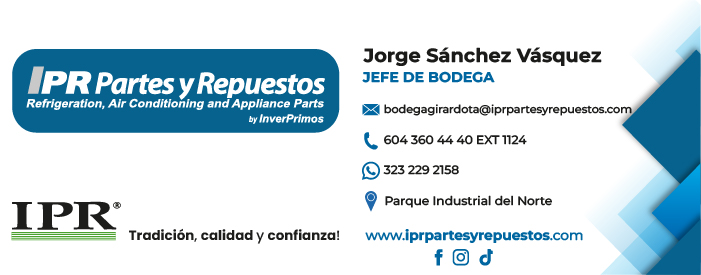 IPR Partes y Repuestos
Refrigeration, Air Conditioning and Appliance Parts
by InverPrimos
IPR®
Tradición, calidad y confianza!
Jorge Sánchez Vásquez
JEFE DE BODEGA
bodegagirardota@iprpartesyrepuestos.com
604 360 44 40 EXT 1124
323 229 2158
Parque Industrial del Norte
www.iprpartesyrepuestos.com